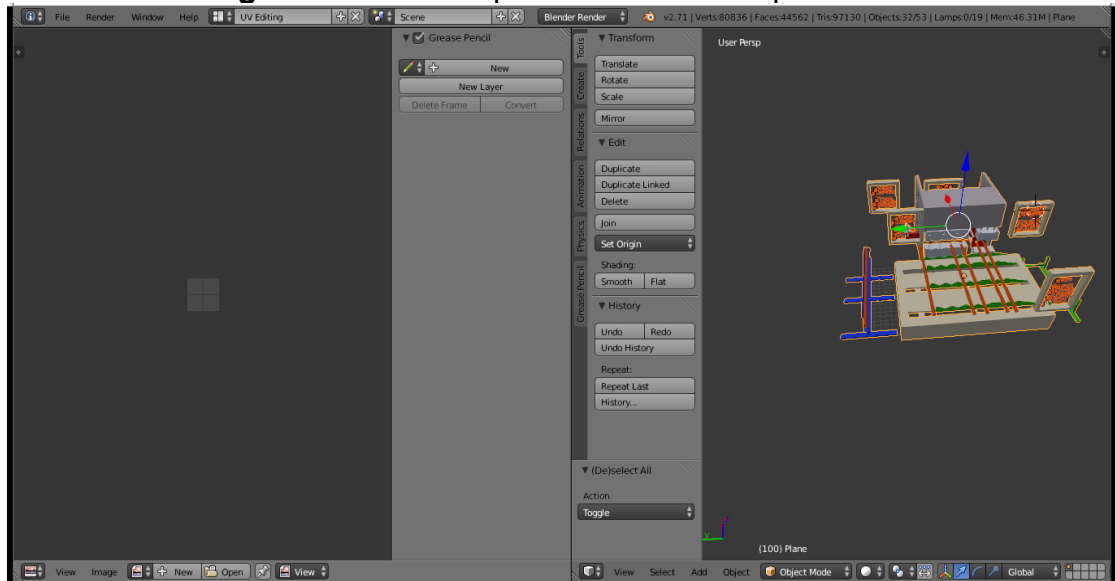 File Render Window Help UV Editing Scene Blender Render v2.71 | Verts:80836 | Faces:44562 | Tris:97130 | Objects:32/53 | Lamps:0/19 | Mem:46.31M | Plane
Grease Pencil
New
New Layer
Delete Frame Convert
Tools
Create
Relations
Animation
Physics
Grease Pencil
Transform
Translate
Rotate
Scale
Mirror
Edit
Duplicate
Duplicate Linked
Delete
Join
Set Origin
Shading:
Smooth Flat
History
Undo Redo
Undo History
Repeat:
Repeat Last
History...
(De)select All
Action
Toggle
User Persp
(100) Plane
View Image New Open View
View Select Add Object Object Mode Global